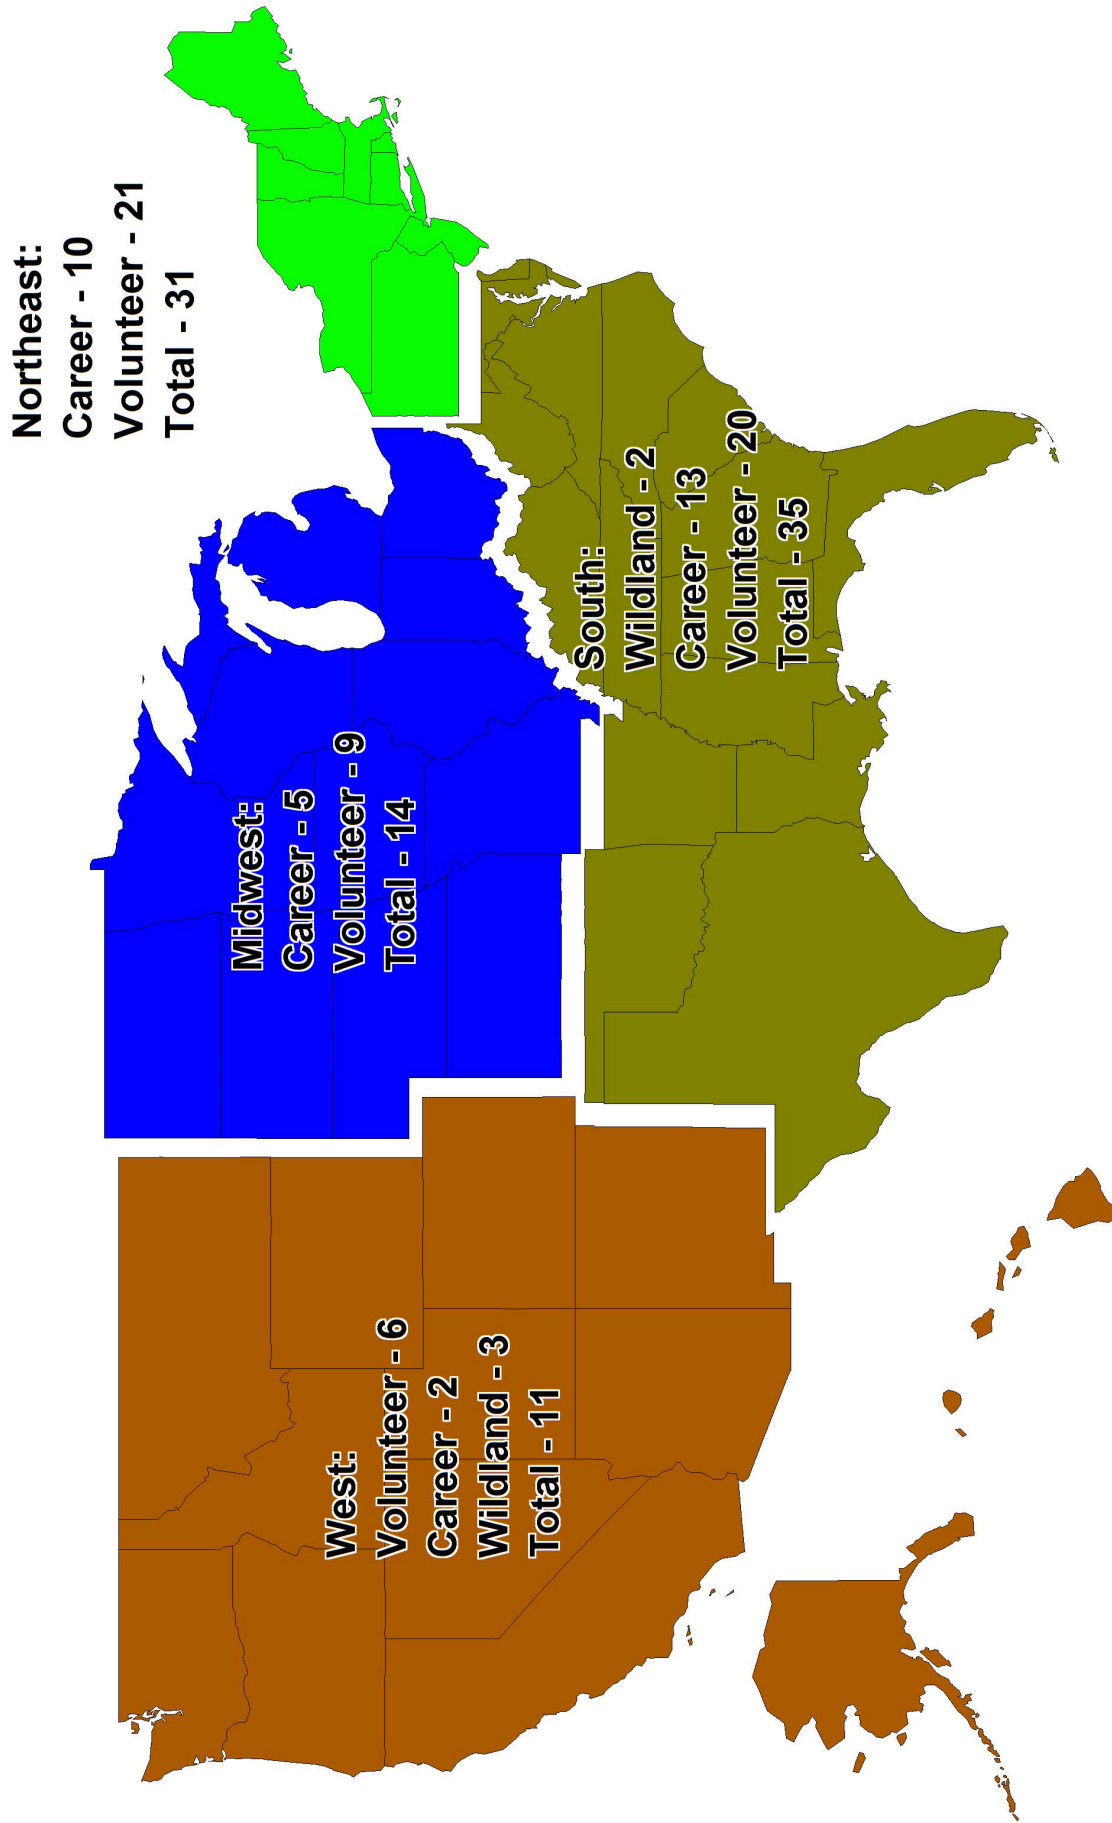 Northeast:
Career - 10
Volunteer - 21
Total - 31
Midwest:
Career - 5
Volunteer - 9
Total - 14
South:
Wildland - 2
Career - 13
Volunteer - 20
Total - 35
West:
Volunteer - 6
Career - 2
Wildland - 3
Total - 11